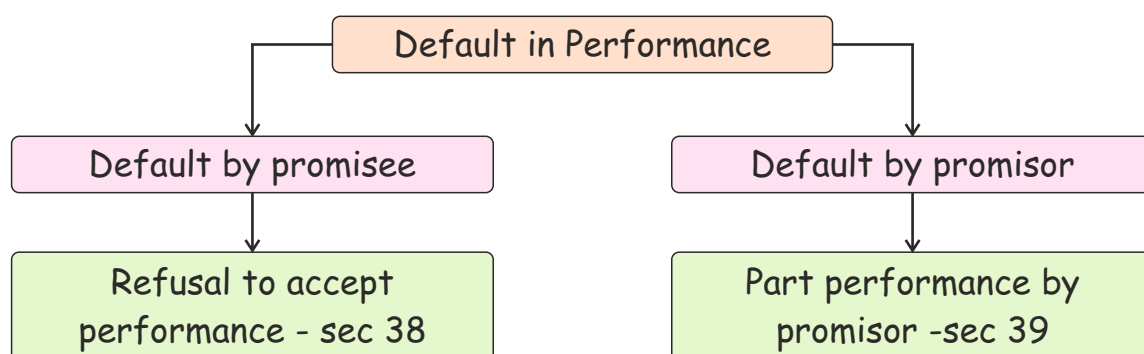 Default in Performance
Default by promisee
Default by promisor
Refusal to accept
performance - sec 38
Part performance by
promisor -sec 39